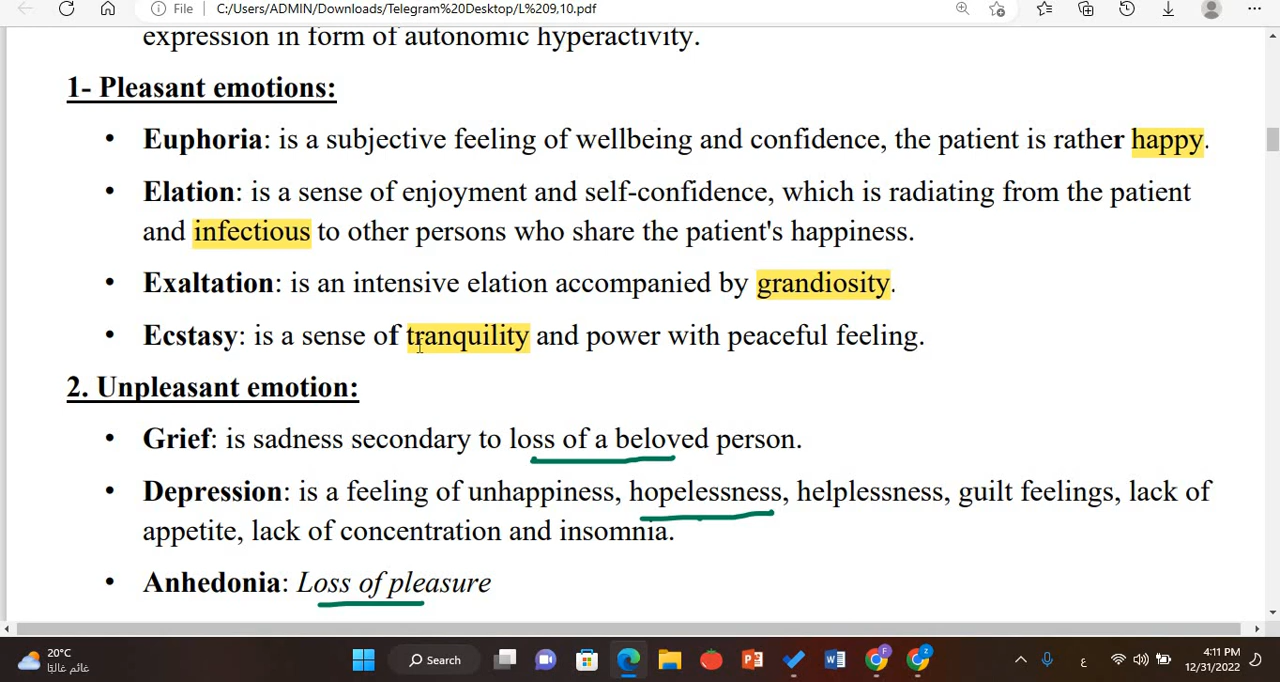 File
C:/Users/ADMIN/Downloads/Telegram%20Desktop/L%209,10.pdf
expression in form of autonomic hyperactivity.
1- Pleasant emotions:
• Euphoria: is a subjective feeling of wellbeing and confidence, the patient is rather happy.
• Elation: is a sense of enjoyment and self-confidence, which is radiating from the patient
and infectious to other persons who share the patient's happiness.
• Exaltation: is an intensive elation accompanied by grandiosity.
• Ecstasy: is a sense of tranquility and power with peaceful feeling.
2. Unpleasant emotion:
• Grief: is sadness secondary to loss of a beloved person.
• Depression: is a feeling of unhappiness, hopelessness, helplessness, guilt feelings, lack of
appetite, lack of concentration and insomnia.
• Anhedonia: Loss of pleasure
20°C
غائم غالبًا
Search
ع
4:11 PM
12/31/2022